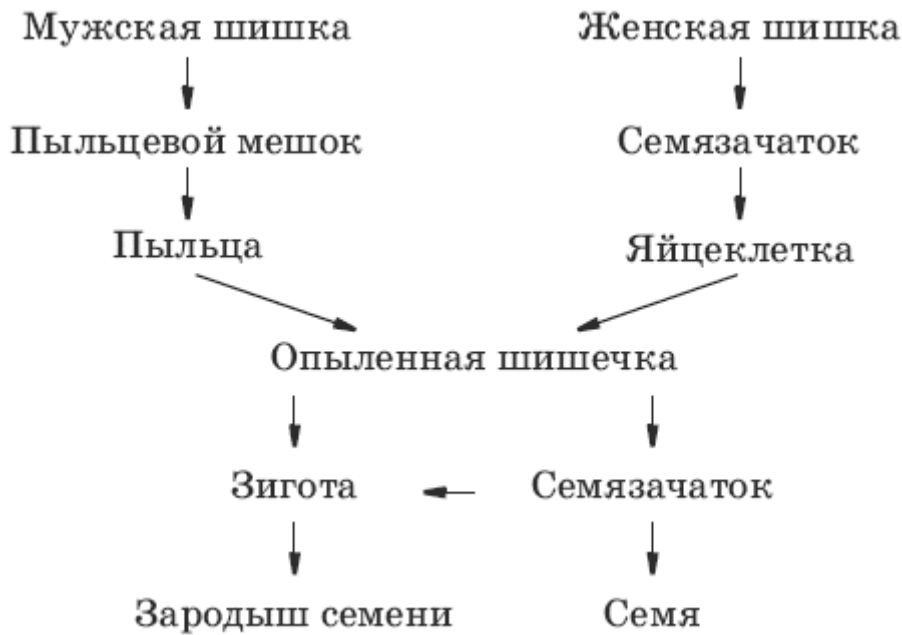 Мужская шишка
Женская шишка
Пыльцевой мешок
Семязачаток
Пыльца
Яйцеклетка
Опыленная шишечка
Зигота
Семязачаток
Зародыш семени
Семя